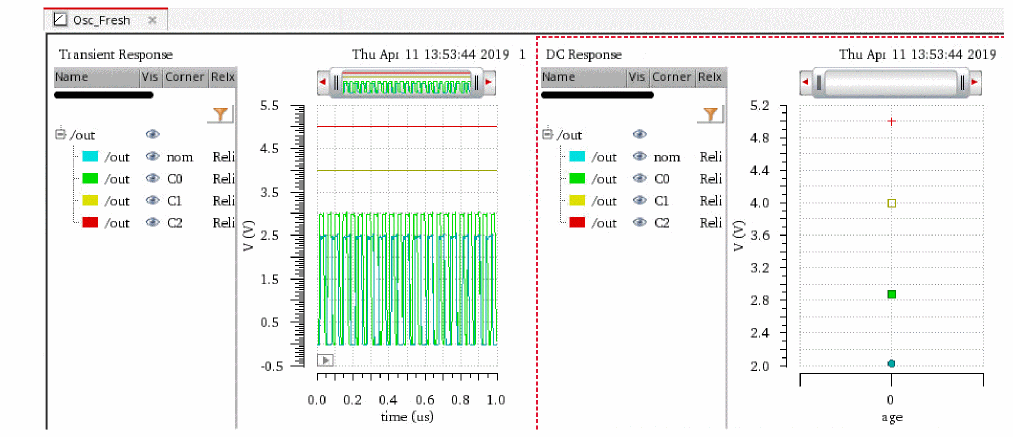 Osc_Fresh ×
Transient Response Thu Apr 11 13:53:44 2019 1
Name Vis Corner Relx
/out
/out nom Reli
/out C0 Reli
/out C1 Reli
/out C2 Reli
V (V)
5.5
4.5
3.5
2.5
1.5
0.5
-0.5
0.0 0.2 0.4 0.6 0.8 1.0
time (us)
DC Response Thu Apr 11 13:53:44 2019
Name Vis Corner Relx
/out
/out nom Reli
/out C0 Reli
/out C1 Reli
/out C2 Reli
V (V)
5.2
4.8
4.4
4.0
3.6
3.2
2.8
2.4
2.0
0
age